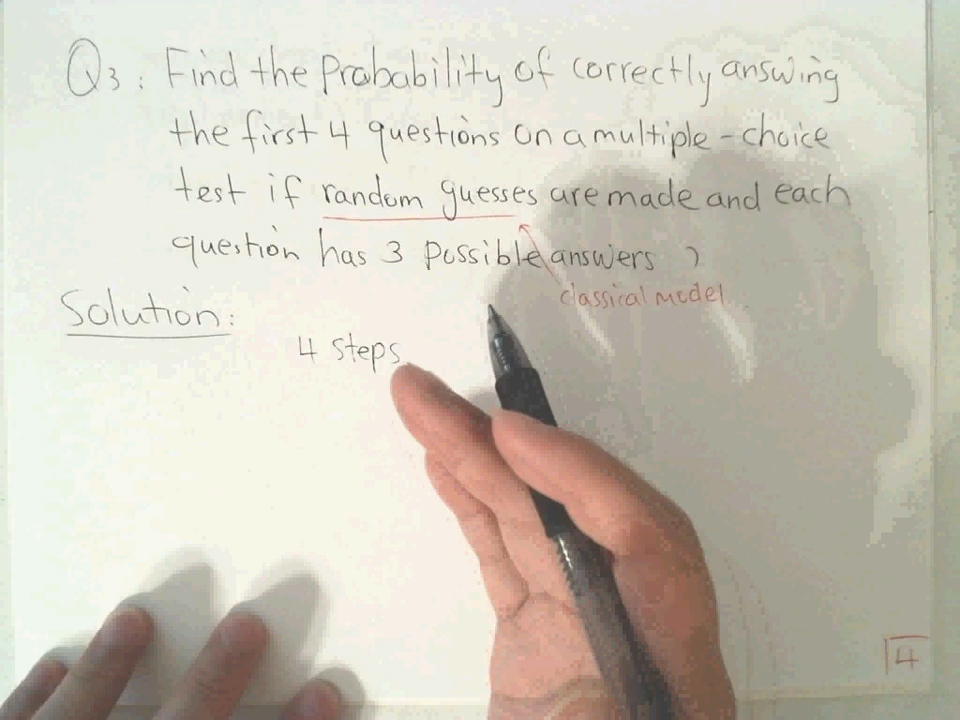 Q3: Find the Probability of correctly answing
the first 4 questions on a multiple-choice
test if random guesses are made and each
question has 3 possible answers ?
classical model
Solution:
4 steps
4